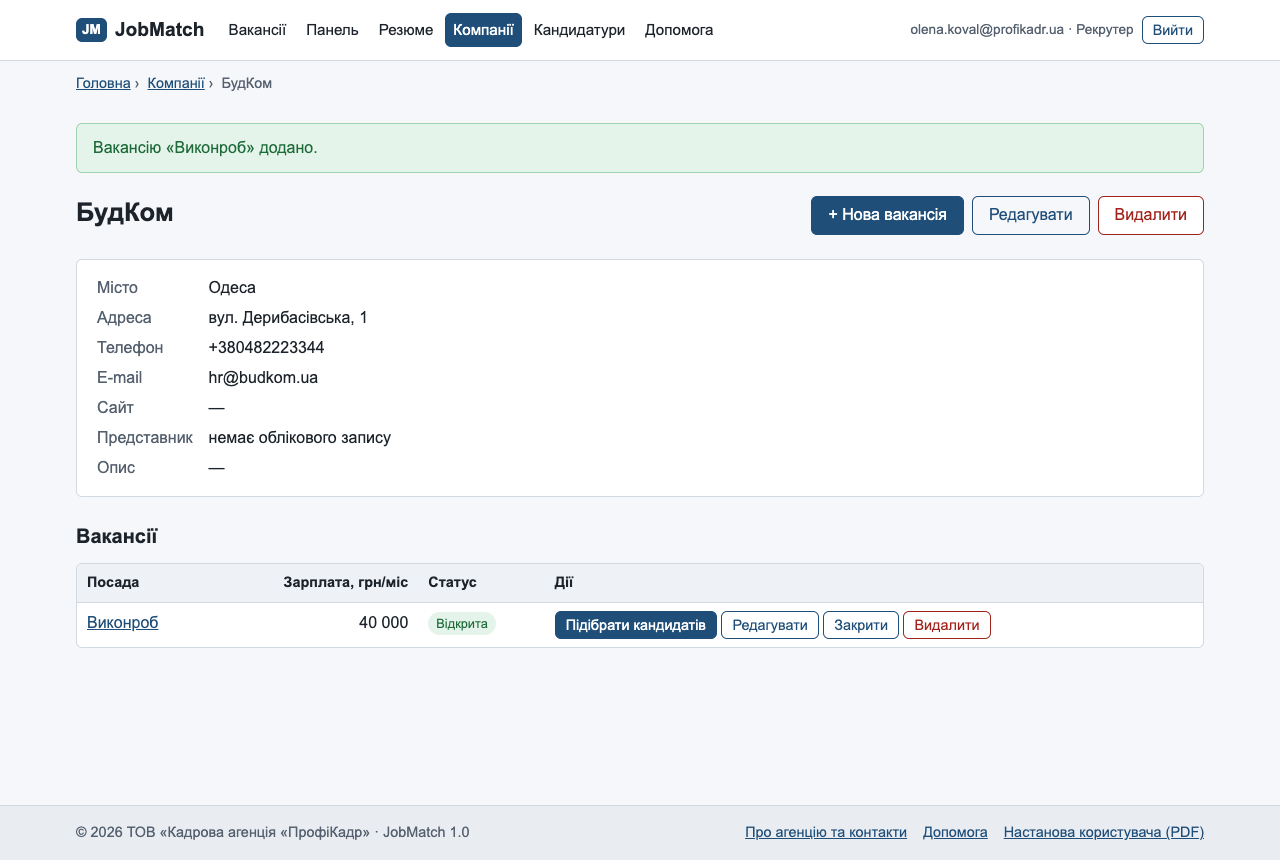 JM JobMatch Вакансії Панель Резюме Компанії Кандидатури Допомога olena.koval@profikadr.ua · Рекрутер Вийти
Головна › Компанії › БудКом
Вакансію «Виконроб» додано.
БудКом + Нова вакансія Редагувати Видалити
Місто Одеса
Адреса вул. Дерибасівська, 1
Телефон +380482223344
E-mail hr@budkom.ua
Сайт —
Представник немає облікового запису
Опис —
Вакансії
Посада Зарплата, грн/міс Статус Дії
Виконроб 40 000 Відкрита Підібрати кандидатів Редагувати Закрити Видалити
© 2026 ТОВ «Кадрова агенція «ПрофіКадр» · JobMatch 1.0 Про агенцію та контакти Допомога Настанова користувача (PDF)